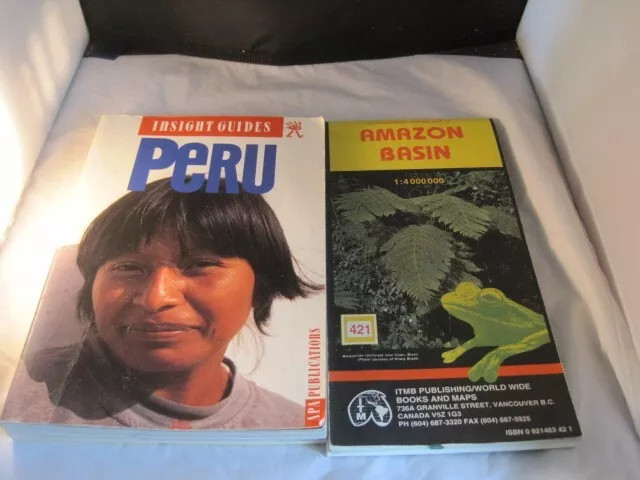 INSIGHT GUIDES
PERU
APA PUBLICATIONS
AMAZON
BASIN
1:4 000 000
421
ITMB PUBLISHING/WORLD WIDE
BOOKS AND MAPS
736A GRANVILLE STREET, VANCOUVER B.C.
CANADA V5Z 1G3
PH (604) 687-3320 FAX (604) 687-5925
ISBN 0 921463 42 1